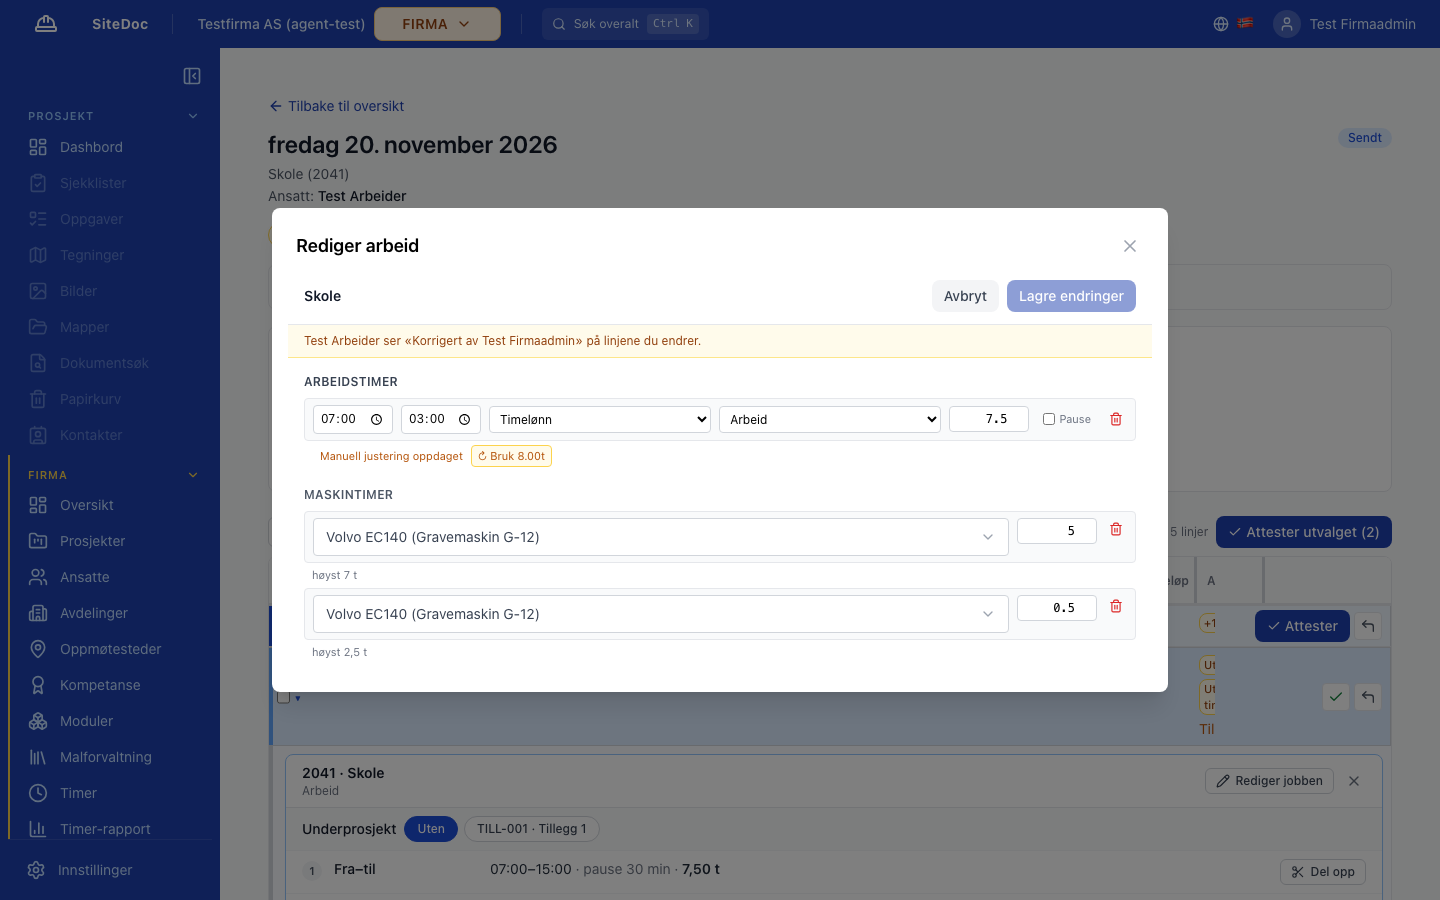 SiteDoc
Testfirma AS (agent-test)
FIRMA
Søk overalt
Ctrl K
Test Firmaadmin
PROSJEKT
Dashbord
Sjekklister
Oppgaver
Tegninger
Bilder
Mapper
Dokumentsøk
Papirkurv
Kontakter
FIRMA
Oversikt
Prosjekter
Ansatte
Avdelinger
Oppmøtesteder
Kompetanse
Moduler
Malforvaltning
Timer
Timer-rapport
Innstillinger
Tilbake til oversikt
fredag 20. november 2026
Sendt
Skole (2041)
Ansatt: Test Arbeider
Rediger arbeid
Skole
Avbryt
Lagre endringer
Test Arbeider ser «Korrigert av Test Firmaadmin» på linjene du endrer.
ARBEIDSTIMER
07:00
03:00
Timelønn
Arbeid
7.5
Pause
Manuell justering oppdaget
Bruk 8.00t
MASKINTIMER
Volvo EC140 (Gravemaskin G-12)
5
høyst 7 t
Volvo EC140 (Gravemaskin G-12)
0.5
høyst 2,5 t
5 linjer
Attester utvalget (2)
A
+1
Attester
Til
2041 · Skole
Arbeid
Rediger jobben
Underprosjekt
Uten
TILL-001 · Tillegg 1
1
Fra–til
07:00–15:00 · pause 30 min · 7,50 t
Del opp